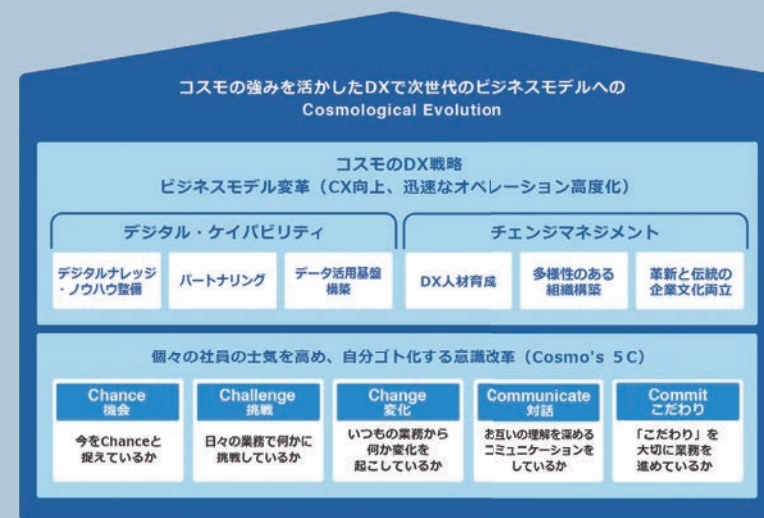 コスモの強みを活かしたDXで次世代のビジネスモデルへの
Cosmological Evolution
コスモのDX戦略
ビジネスモデル変革（CX向上、迅速なオペレーション高度化）
デジタル・ケイパビリティ
デジタルナレッジ
・ノウハウ整備
パートナリング
データ活用基盤
構築
チェンジマネジメント
DX人材育成
多様性のある
組織構築
革新と伝統の
企業文化両立
個々の社員の士気を高め、自分ゴト化する意識改革（Cosmo's 5C）
Chance
機会
今をChanceと
捉えているか
Challenge
挑戦
日々の業務で何かに
挑戦しているか
Change
変化
いつもの業務から
何か変化を
起こしているか
Communicate
対話
お互いの理解を深める
コミュニケーションを
しているか
Commit
こだわり
「こだわり」を
大切に業務を
進めているか